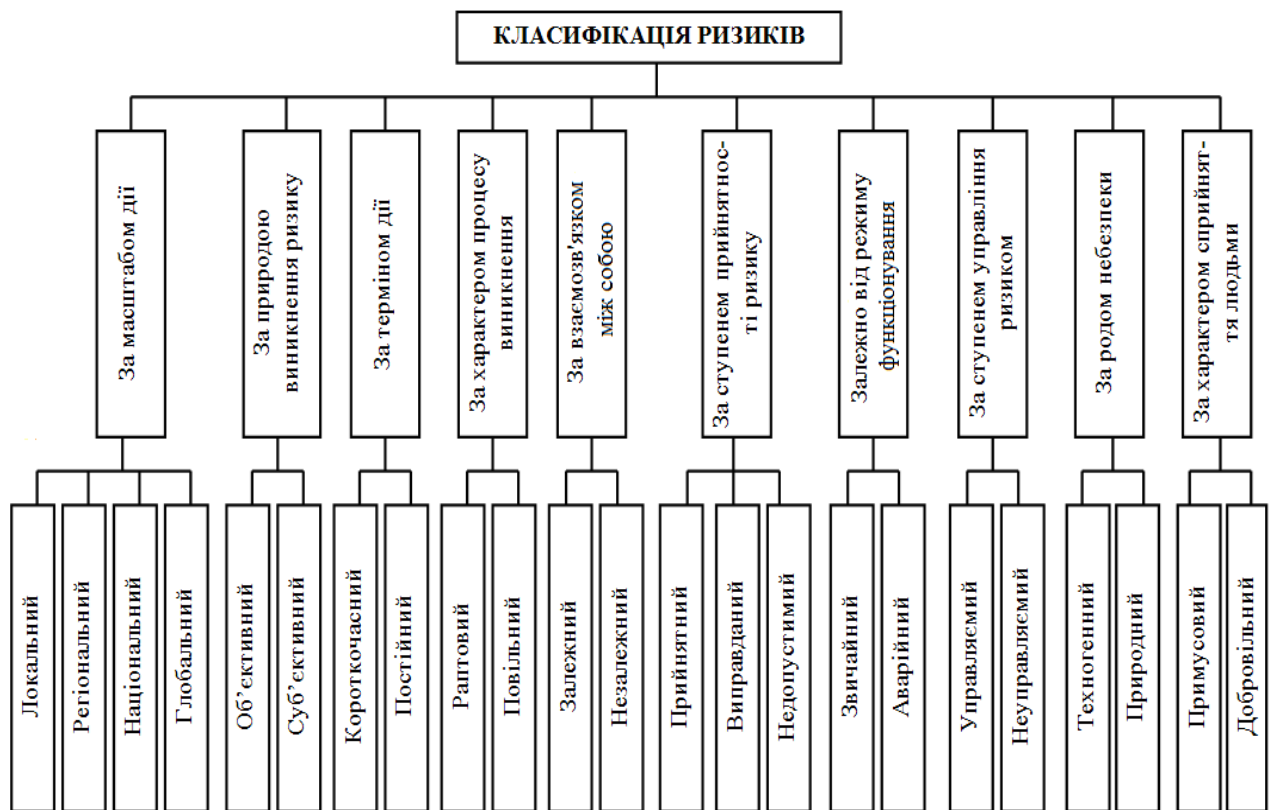 КЛАСИФІКАЦІЯ РИЗИКІВ
За масштабом дії
За природою
виникнення ризику
За терміном дії
За характером процесу
виникнення
За взаємозв'язком
між собою
За ступенем прийнятнос-
ті ризику
Залежно від режиму
функціонування
За ступенем управління
ризиком
За родом небезпеки
За характером сприйнят-
тя людьми
Локальний
Регіональний
Національний
Глобальний
Об’єктивний
Суб’єктивний
Короткочасний
Постійний
Раптовий
Повільний
Залежний
Незалежний
Прийнятний
Виправданий
Недопустимий
Звичайний
Аварійний
Управляємий
Неуправляємий
Техногенний
Природний
Примусовий
Добровільний